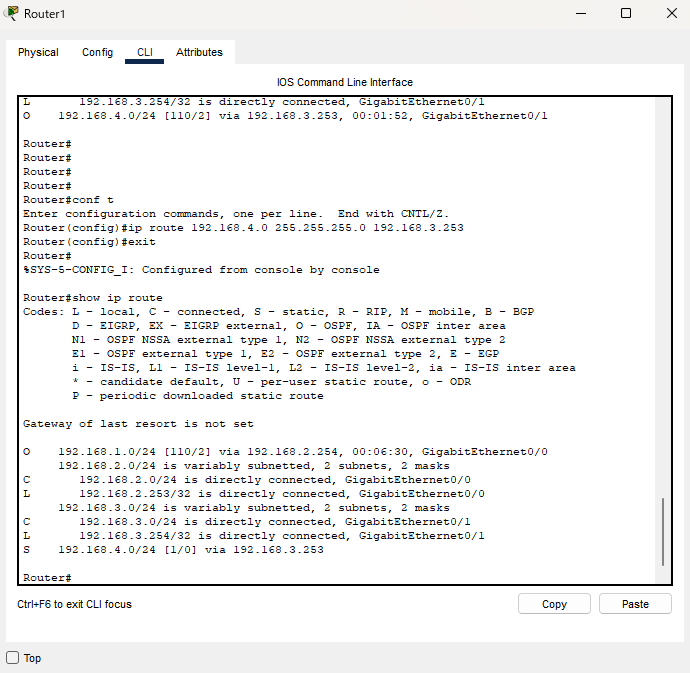 Router1
Physical Config CLI Attributes
IOS Command Line Interface
L 192.168.3.254/32 is directly connected, GigabitEthernet0/1
O 192.168.4.0/24 [110/2] via 192.168.3.253, 00:01:52, GigabitEthernet0/1
Router#
Router#
Router#
Router#
Router#conf t
Enter configuration commands, one per line. End with CNTL/Z.
Router(config)#ip route 192.168.4.0 255.255.255.0 192.168.3.253
Router(config)#exit
Router#
%SYS-5-CONFIG_I: Configured from console by console
Router#show ip route
Codes: L - local, C - connected, S - static, R - RIP, M - mobile, B - BGP
D - EIGRP, EX - EIGRP external, O - OSPF, IA - OSPF inter area
N1 - OSPF NSSA external type 1, N2 - OSPF NSSA external type 2
E1 - OSPF external type 1, E2 - OSPF external type 2, E - EGP
i - IS-IS, L1 - IS-IS level-1, L2 - IS-IS level-2, ia - IS-IS inter area
* - candidate default, U - per-user static route, o - ODR
P - periodic downloaded static route
Gateway of last resort is not set
O 192.168.1.0/24 [110/2] via 192.168.2.254, 00:06:30, GigabitEthernet0/0
192.168.2.0/24 is variably subnetted, 2 subnets, 2 masks
C 192.168.2.0/24 is directly connected, GigabitEthernet0/0
L 192.168.2.253/32 is directly connected, GigabitEthernet0/0
192.168.3.0/24 is variably subnetted, 2 subnets, 2 masks
C 192.168.3.0/24 is directly connected, GigabitEthernet0/1
L 192.168.3.254/32 is directly connected, GigabitEthernet0/1
S 192.168.4.0/24 [1/0] via 192.168.3.253
Router#
Ctrl+F6 to exit CLI focus
Copy Paste
Top